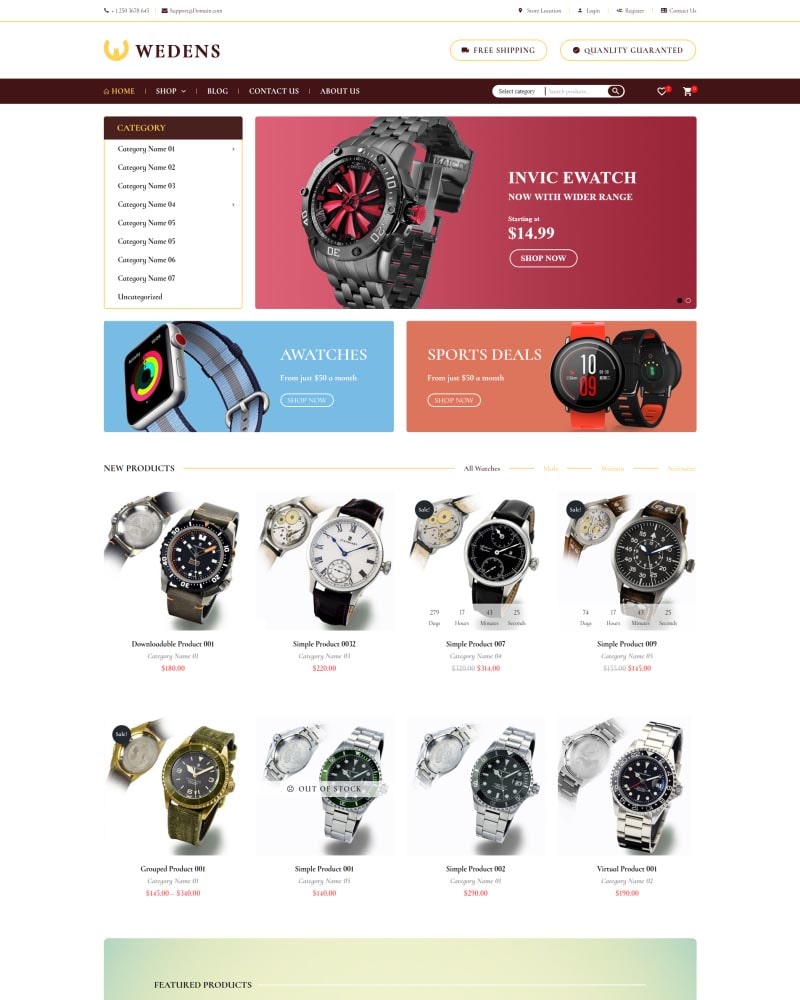 + 1 250 3678 645
Support@Domain.com
Store Location
Login
Register
Contact Us
WEDENS
FREE SHIPPING
QUANLITY GUARANTED
HOME
SHOP
BLOG
CONTACT US
ABOUT US
Select category
Search products...
CATEGORY
Category Name 01
Category Name 02
Category Name 03
Category Name 04
Category Name 05
Category Name 05
Category Name 06
Category Name 07
Uncategorized
INVIC EWATCH
NOW WITH WIDER RANGE
Starting at
$14.99
SHOP NOW
AWATCHES
From just $50 a month
SHOP NOW
SPORTS DEALS
From just $50 a month
SHOP NOW
10
09
NEW PRODUCTS
All Watches
Male
Women
Swimmer
Sale!
Sale!
279 17 43 25
Days Hours Minutes Seconds
74 17 43 25
Days Hours Minutes Seconds
Downloadable Product 001
Category Name 01
$180.00
Simple Product 0032
Category Name 03
$220.00
Simple Product 007
Category Name 04
$320.00 $314.00
Simple Product 009
Category Name 05
$155.00 $145.00
Sale!
OUT OF STOCK
Grouped Product 001
Category Name 01
$145.00 – $340.00
Simple Product 001
Category Name 05
$140.00
Simple Product 002
Category Name 01
$290.00
Virtual Product 001
Category Name 02
$190.00
FEATURED PRODUCTS